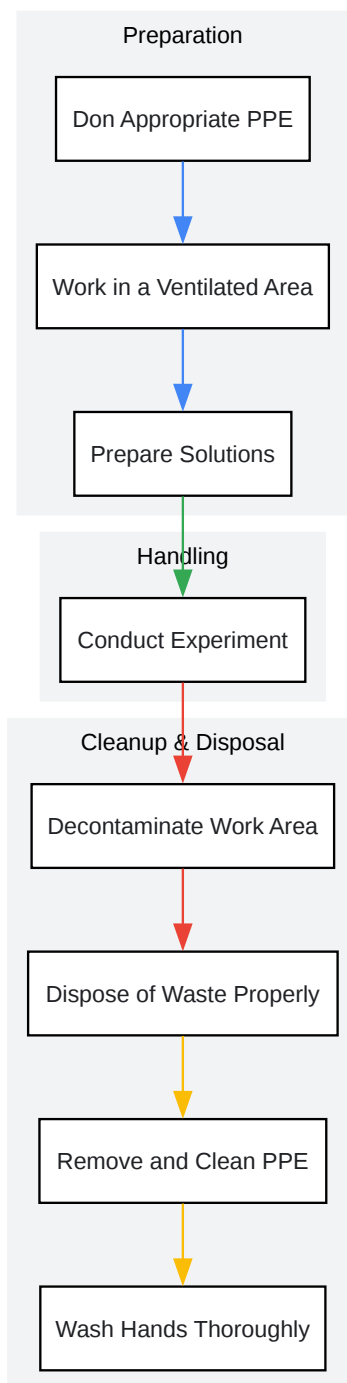 Preparation
Don Appropriate PPE
Work in a Ventilated Area
Prepare Solutions
Handling
Conduct Experiment
Cleanup & Disposal
Decontaminate Work Area
Dispose of Waste Properly
Remove and Clean PPE
Wash Hands Thoroughly